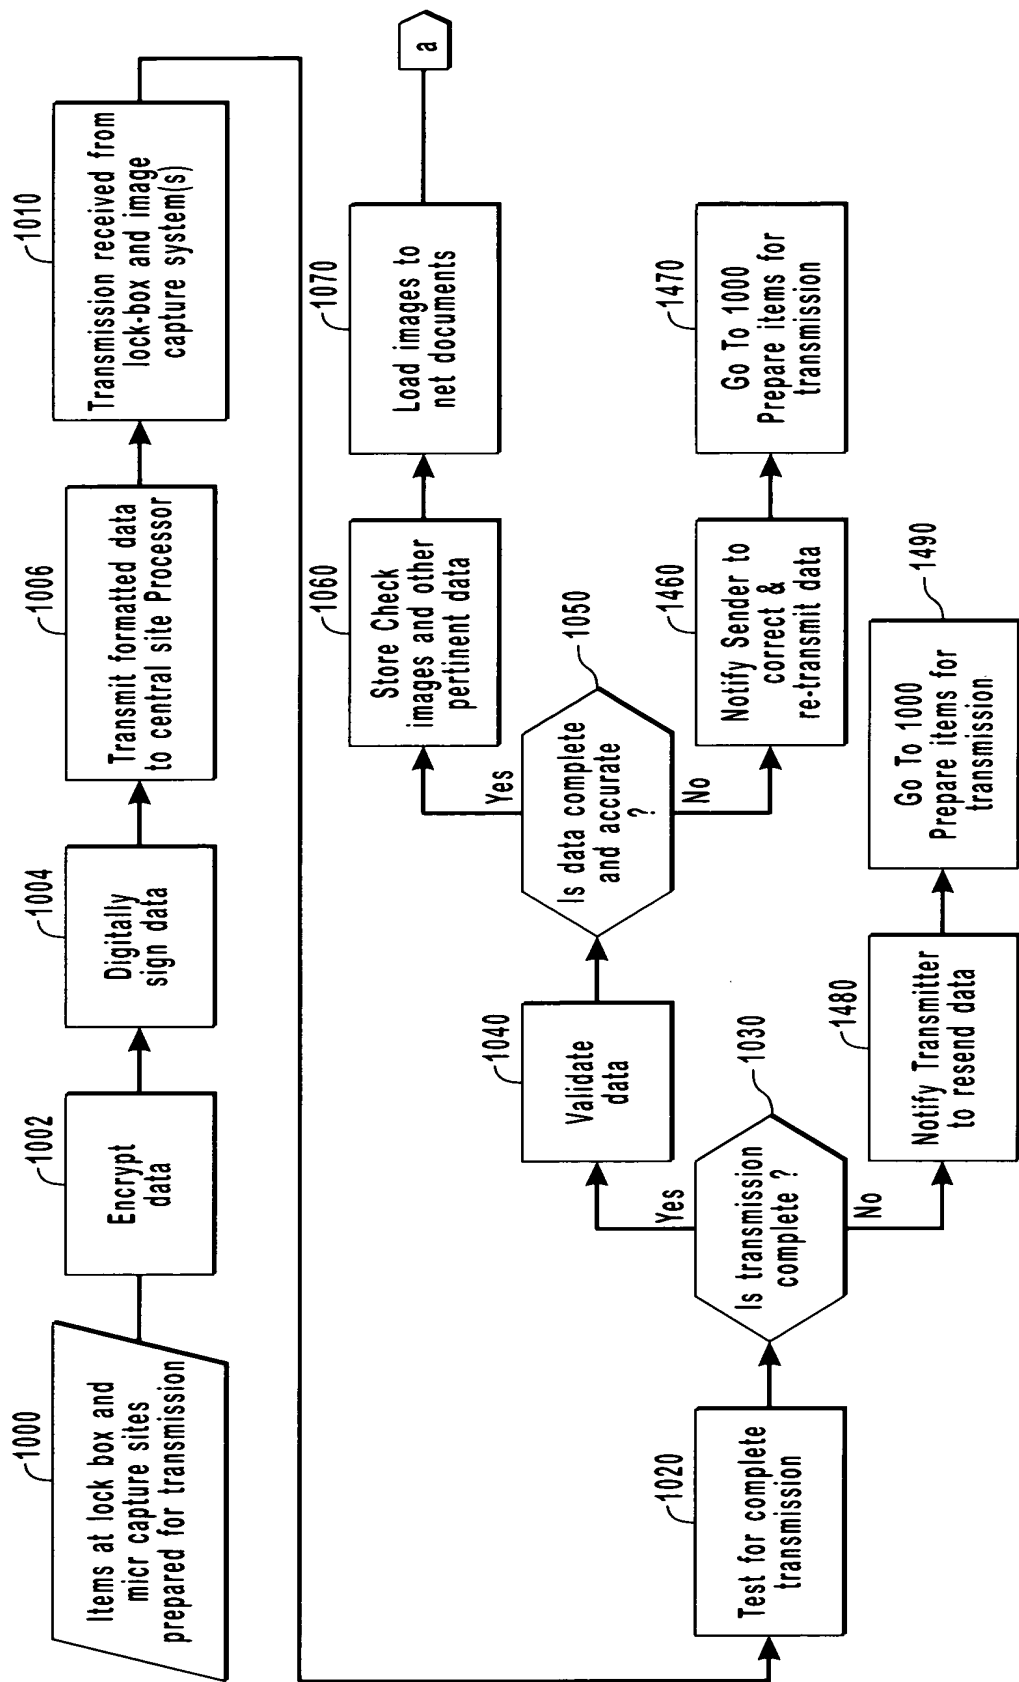 1000
Items at lock box and
micr capture sites
prepared for transmission
1002
Encrypt
data
1004
Digitally
sign data
1006
Transmit formatted data
to central site Processor
1010
Transmission received from
lock-box and image
capture system(s)
1020
Test for complete
transmission
1030
Is transmission
complete ?
Yes
No
1040
Validate
data
1050
Is data complete
and accurate
?
Yes
No
1060
Store Check
images and other
pertinent data
1070
Load images to
net documents
a
1460
Notify Sender to
correct &
re-transmit data
1470
Go To 1000
Prepare items for
transmission
1480
Notify Transmitter
to resend data
1490
Go To 1000
Prepare items for
transmission